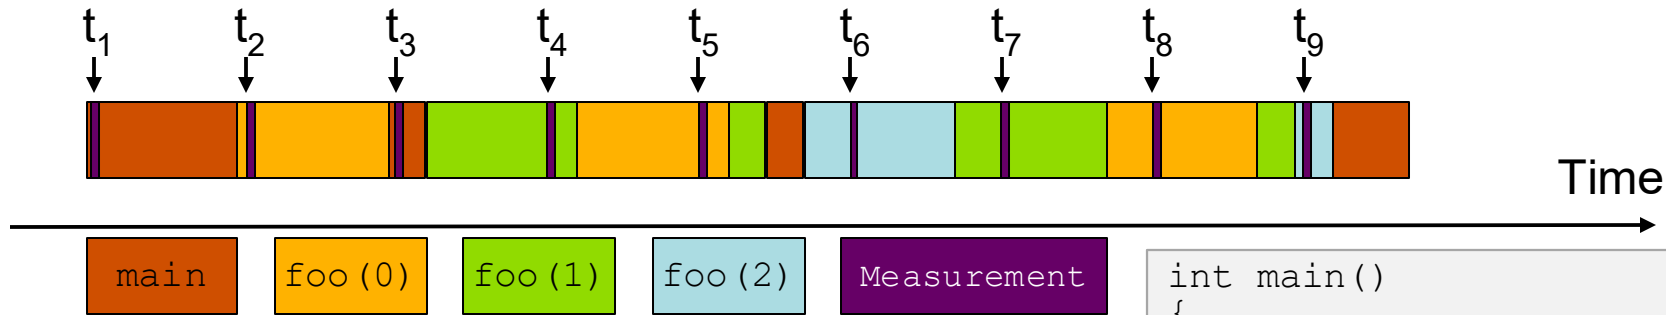 t1 t2 t3 t4 t5 t6 t7 t8 t9
Time
main foo(0) foo(1) foo(2) Measurement
int main()
{